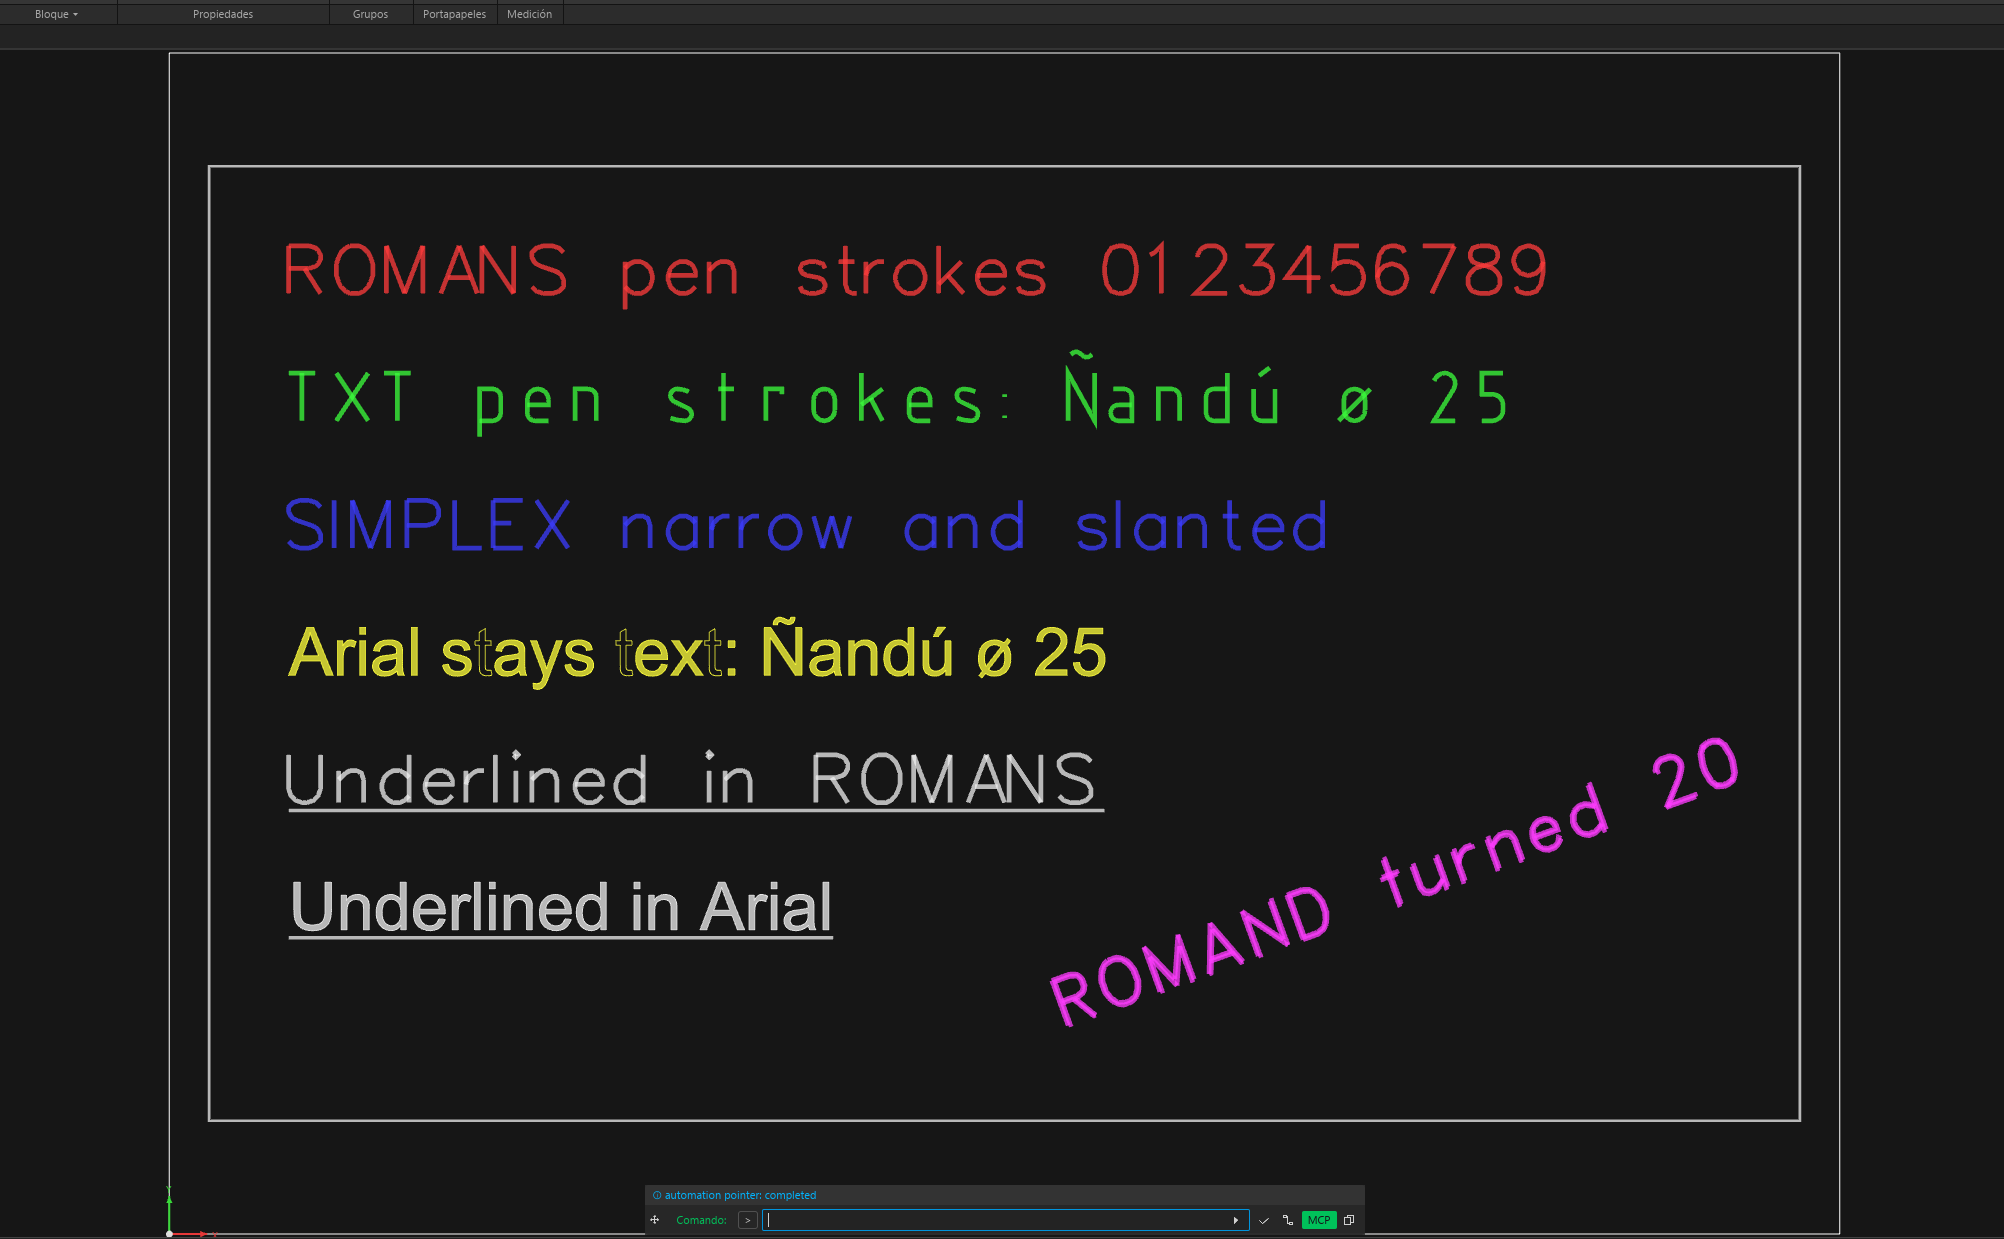 Bloque
Propiedades
Grupos
Portapapeles
Medición
ROMANS pen strokes 0123456789
TXT pen strokes: Ñandú ø 25
SIMPLEX narrow and slanted
Arial stays text: Ñandú ø 25
Underlined in ROMANS
Underlined in Arial
ROMAND turned 20
Y
X
automation pointer: completed
Comando:
>
MCP